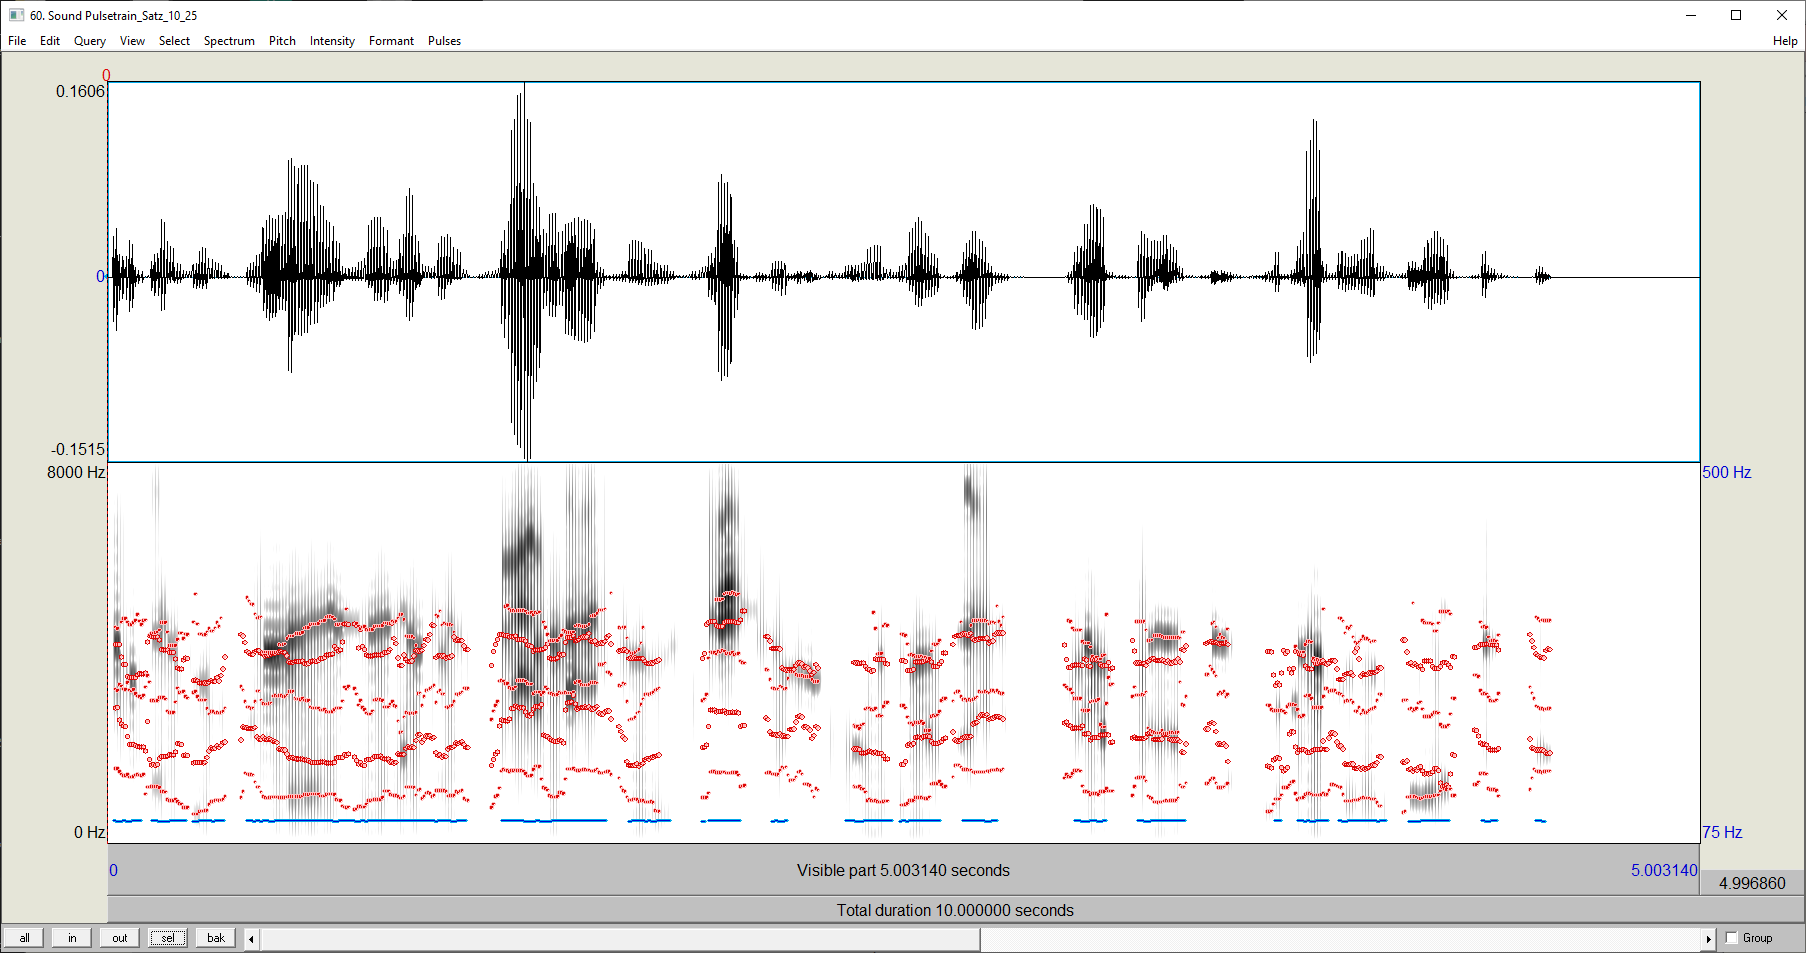 60. Sound Pulsetrain_Satz_10_25
File Edit Query View Select Spectrum Pitch Intensity Formant Pulses Help
0
0.1606
0
-0.1515
8000 Hz 500 Hz
0 Hz 75 Hz
0 Visible part 5.003140 seconds 5.003140
4.996860
Total duration 10.000000 seconds
all in out sel bak Group